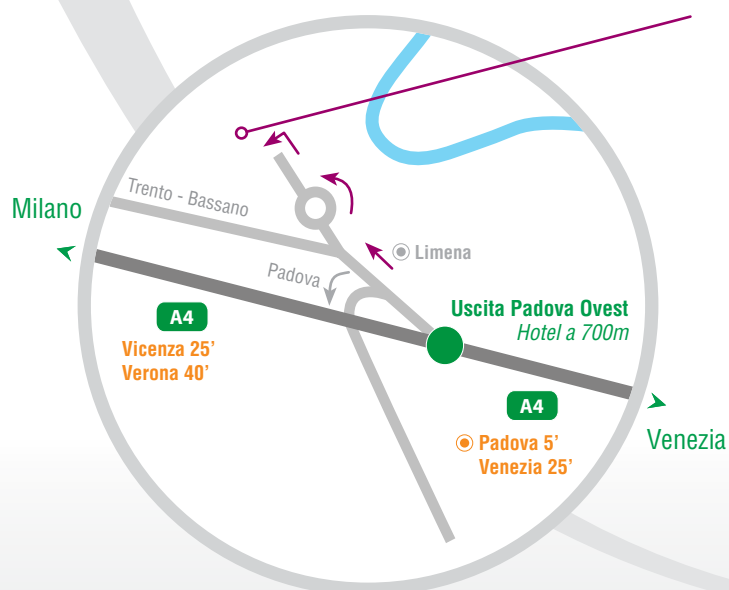 Trento - Bassano
Milano
Limena
Padova
Uscita Padova Ovest
Hotel a 700m
A4
Vicenza 25’
Verona 40’
A4
Venezia
Padova 5’
Venezia 25’